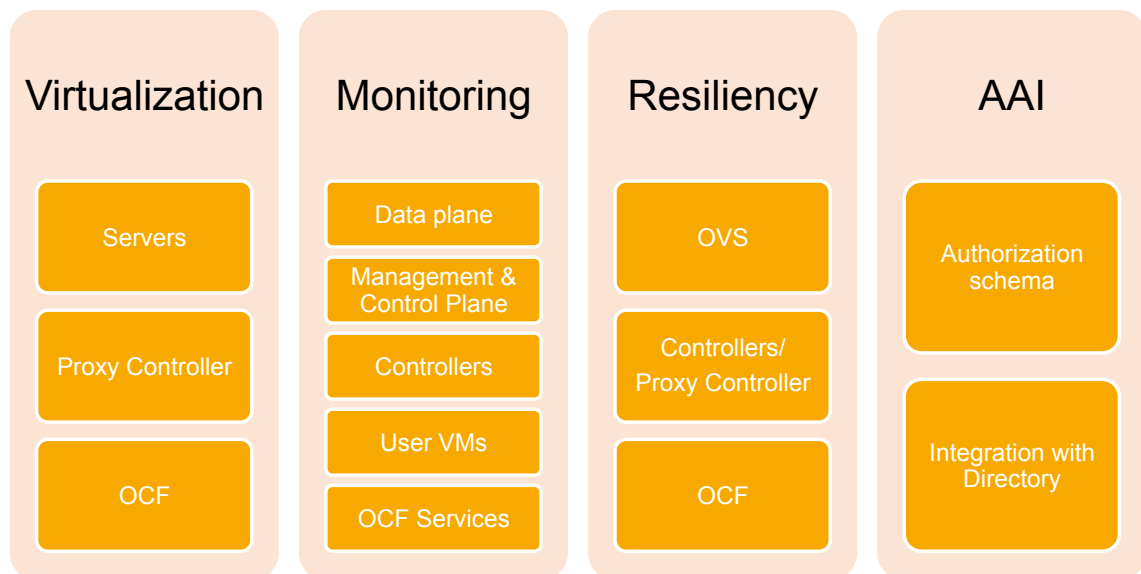 Virtualization
Servers
Proxy Controller
OCF
Monitoring
Data plane
Management &
Control Plane
Controllers
User VMs
OCF Services
Resiliency
OVS
Controllers/
Proxy Controller
OCF
AAI
Authorization
schema
Integration with
Directory